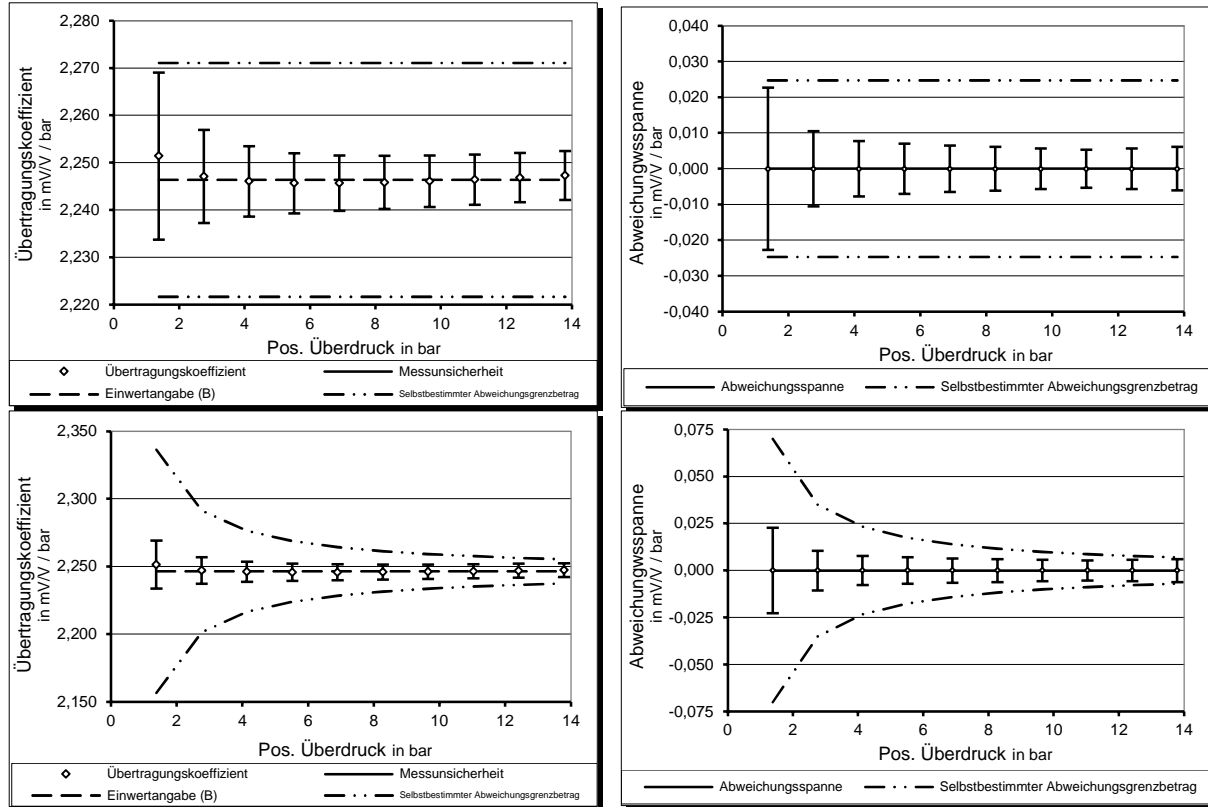 2,280
2,270
2,260
2,250
2,240
2,230
2,220
0 2 4 6 8 10 12 14
Übertragungkoeffizient
in mV/V / bar
Pos. Überdruck in bar
Übertragungskoeffizient
Messunsicherheit
Einwertangabe (B)
Selbstbestimmter Abweichungsgrenzbetrag
0,040
0,030
0,020
0,010
0,000
-0,010
-0,020
-0,030
-0,040
0 2 4 6 8 10 12 14
Abweichungwsspanne
in mV/V / bar
Pos. Überdruck in bar
Abweichungsspanne
Selbstbestimmter Abweichungsgrenzbetrag
2,350
2,300
2,250
2,200
2,150
0 2 4 6 8 10 12 14
Übertragungkoeffizient
in mV/V / bar
Pos. Überdruck in bar
Übertragungskoeffizient
Messunsicherheit
Einwertangabe (B)
Selbstbestimmter Abweichungsgrenzbetrag
0,075
0,050
0,025
0,000
-0,025
-0,050
-0,075
0 2 4 6 8 10 12 14
Abweichungwsspanne
in mV/V / bar
Pos. Überdruck in bar
Abweichungsspanne
Selbstbestimmter Abweichungsgrenzbetrag